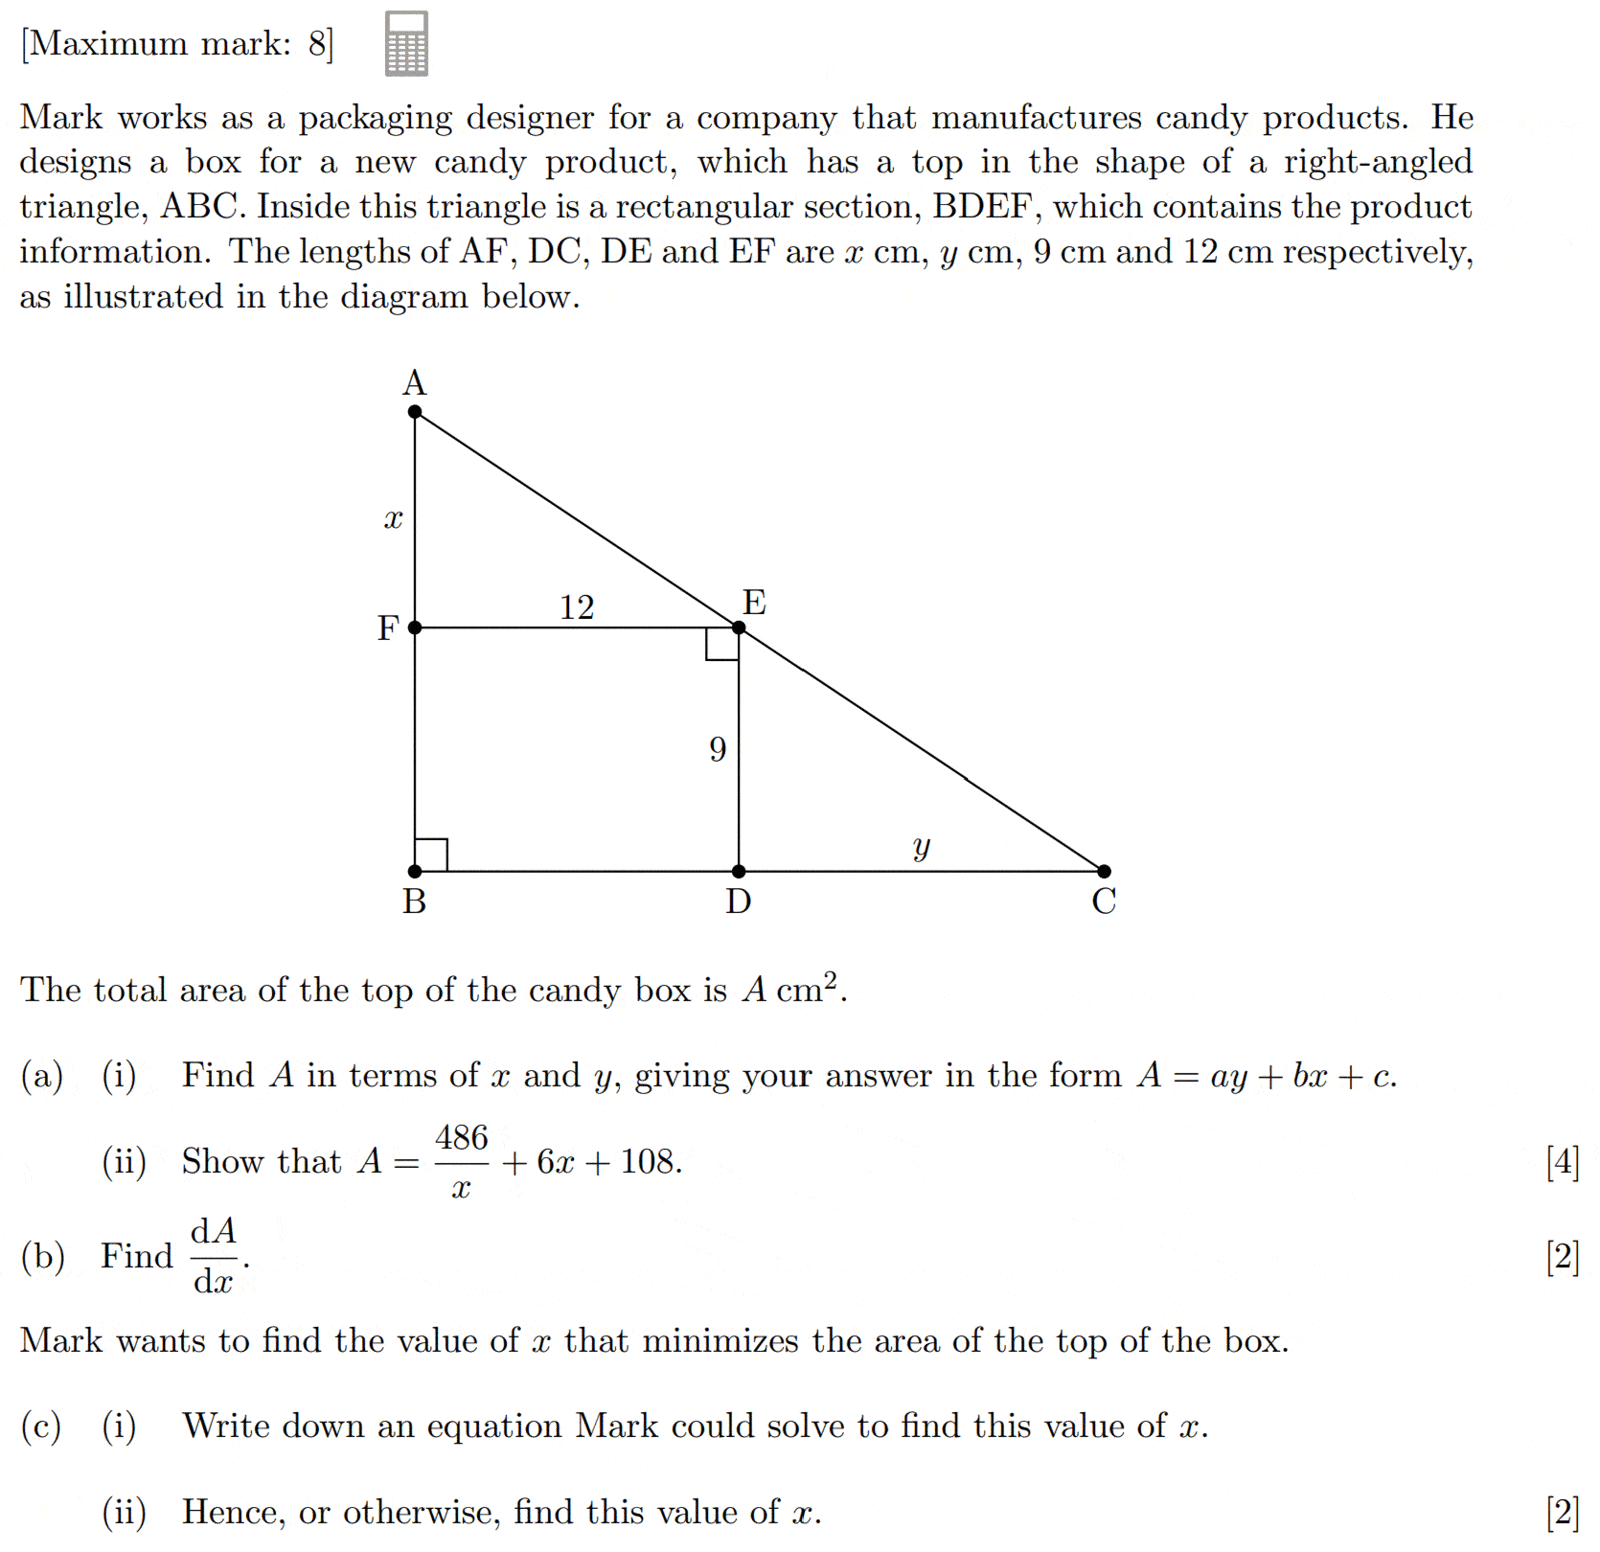 [Maximum mark: 8]
Mark works as a packaging designer for a company that manufactures candy products. He
designs a box for a new candy product, which has a top in the shape of a right-angled
triangle, ABC. Inside this triangle is a rectangular section, BDEF, which contains the product
information. The lengths of AF, DC, DE and EF are x cm, y cm, 9 cm and 12 cm respectively,
as illustrated in the diagram below.
A
x
12
E
F
9
y
B
D
C
The total area of the top of the candy box is A cm².
(a) (i) Find A in terms of x and y, giving your answer in the form A = ay + bx + c.
(ii) Show that A = 486/x + 6x + 108. [4]
(b) Find dA/dx. [2]
Mark wants to find the value of x that minimizes the area of the top of the box.
(c) (i) Write down an equation Mark could solve to find this value of x.
(ii) Hence, or otherwise, find this value of x. [2]